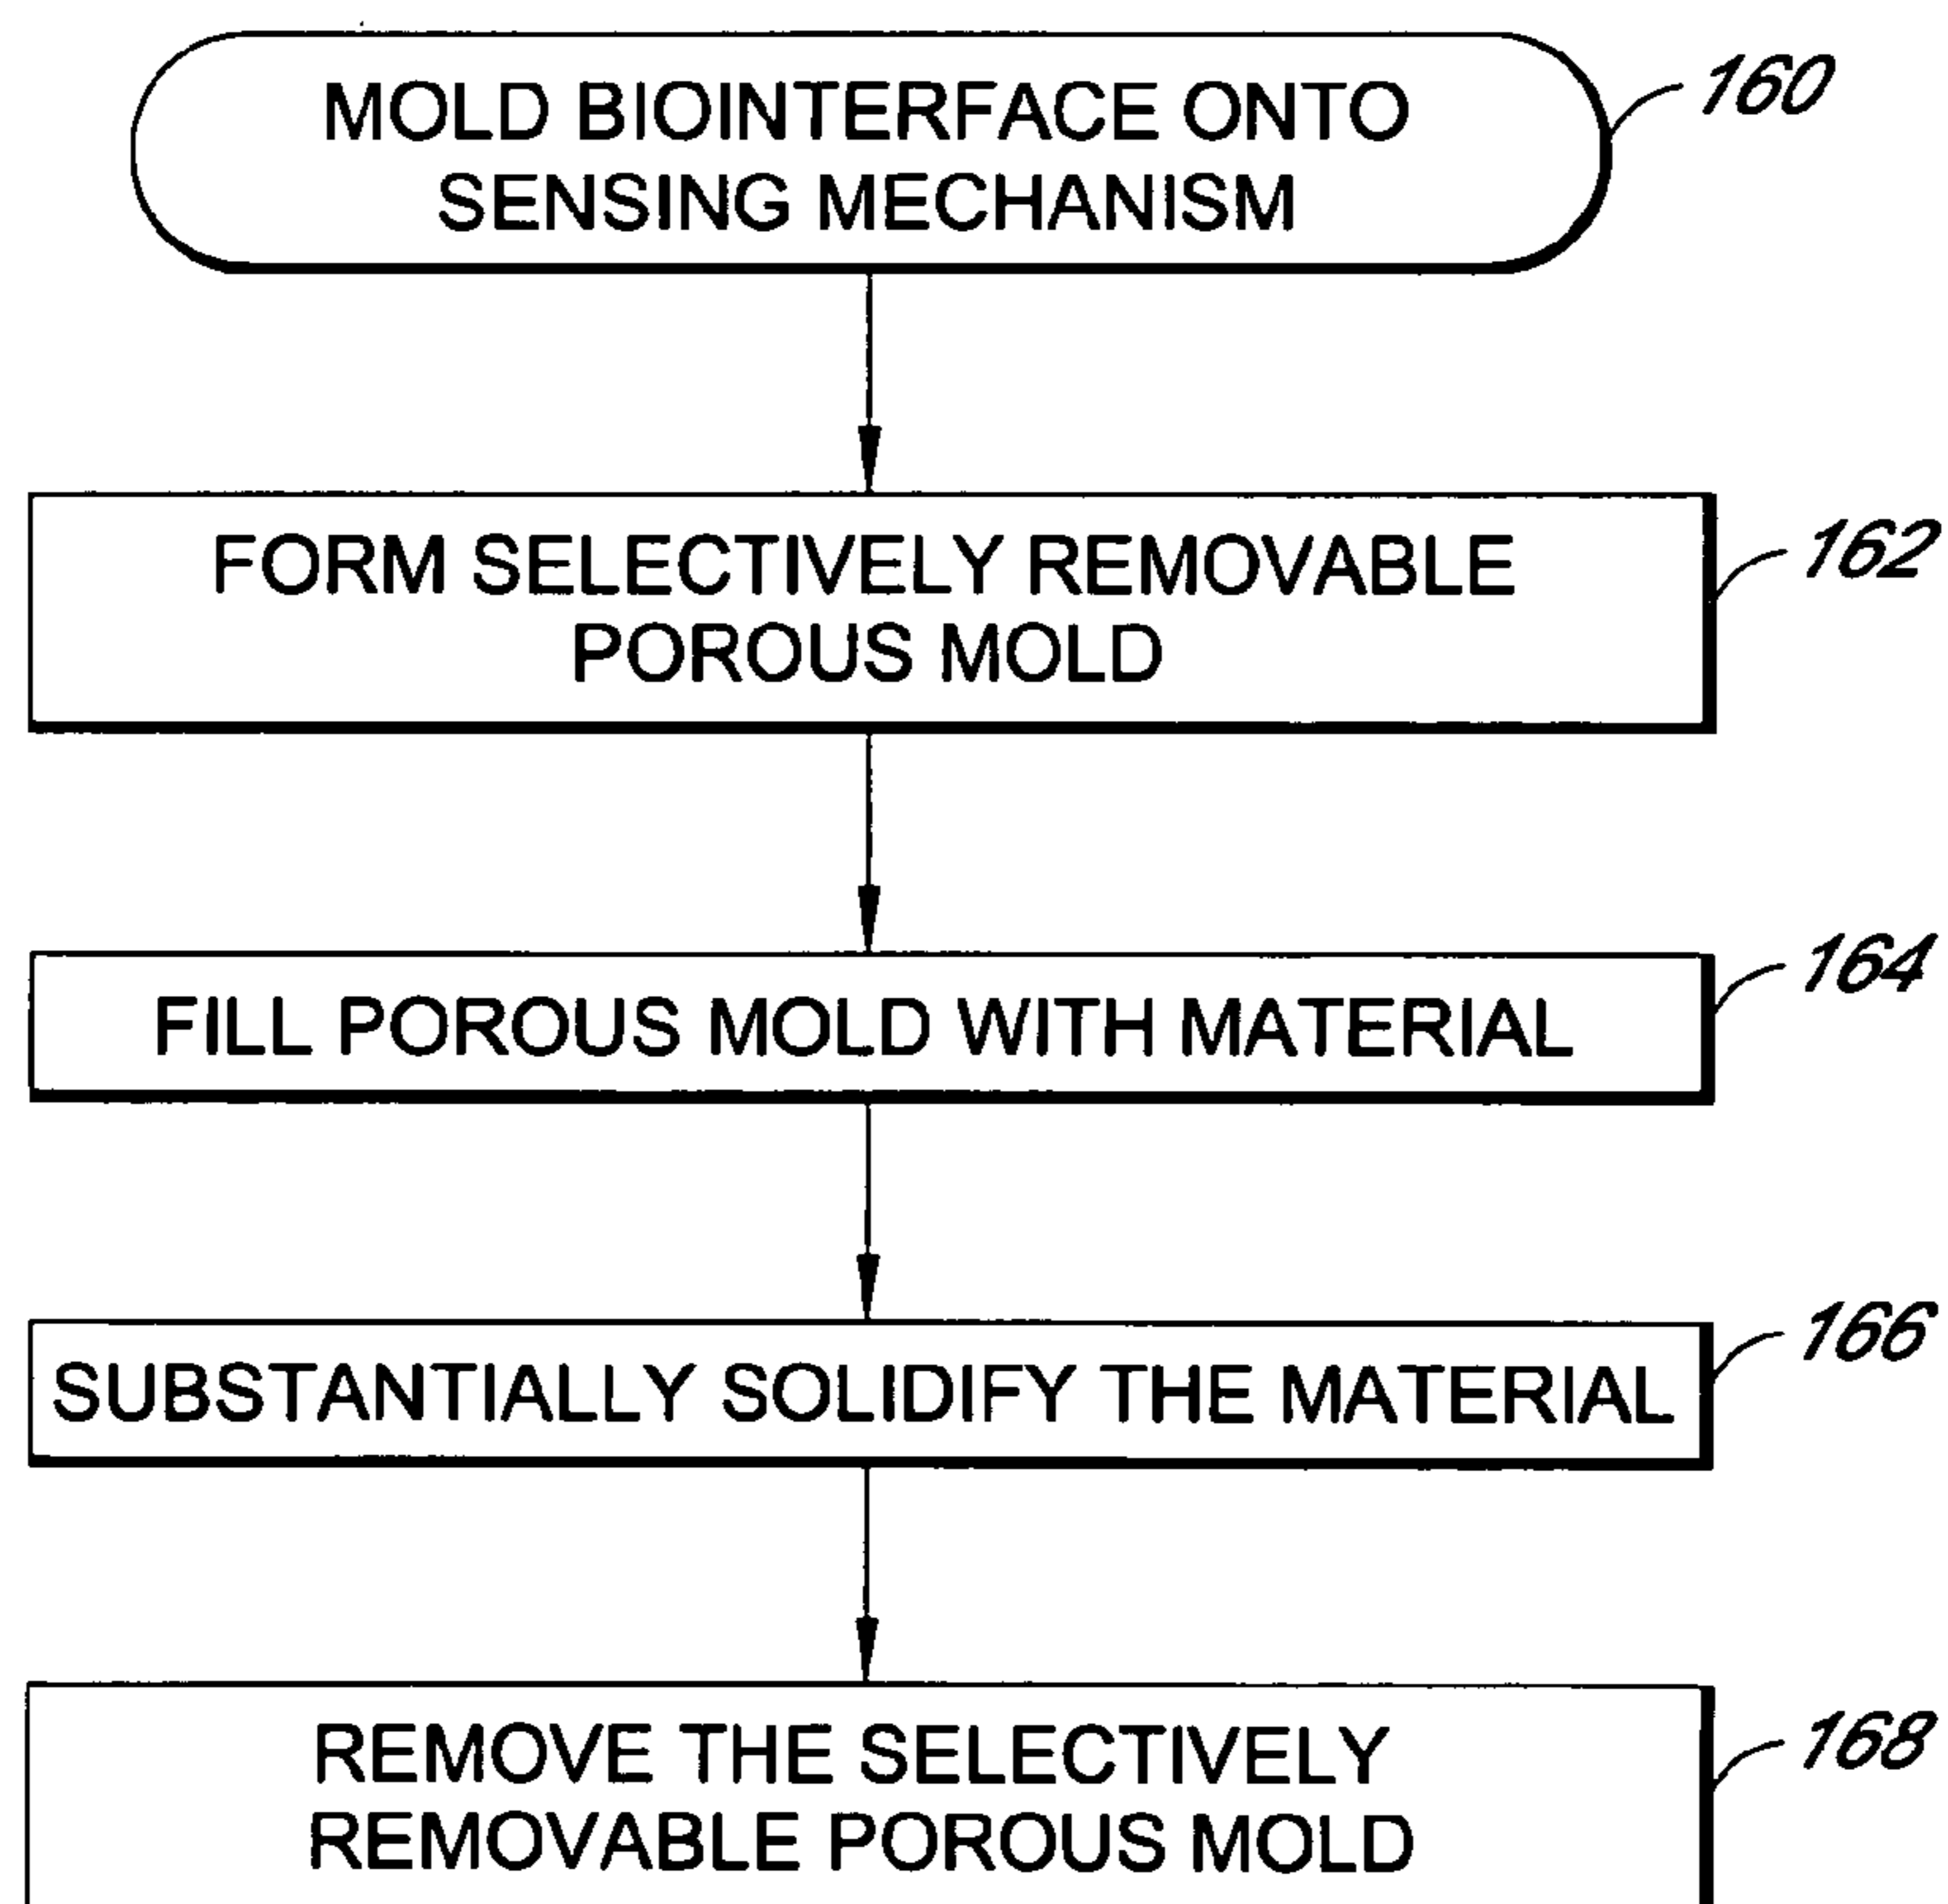 MOLD BIOINTERFACE ONTO
SENSING MECHANISM
160
FORM SELECTIVELY REMOVABLE
POROUS MOLD
162
FILL POROUS MOLD WITH MATERIAL
164
SUBSTANTIALLY SOLIDIFY THE MATERIAL
166
REMOVE THE SELECTIVELY
REMOVABLE POROUS MOLD
168